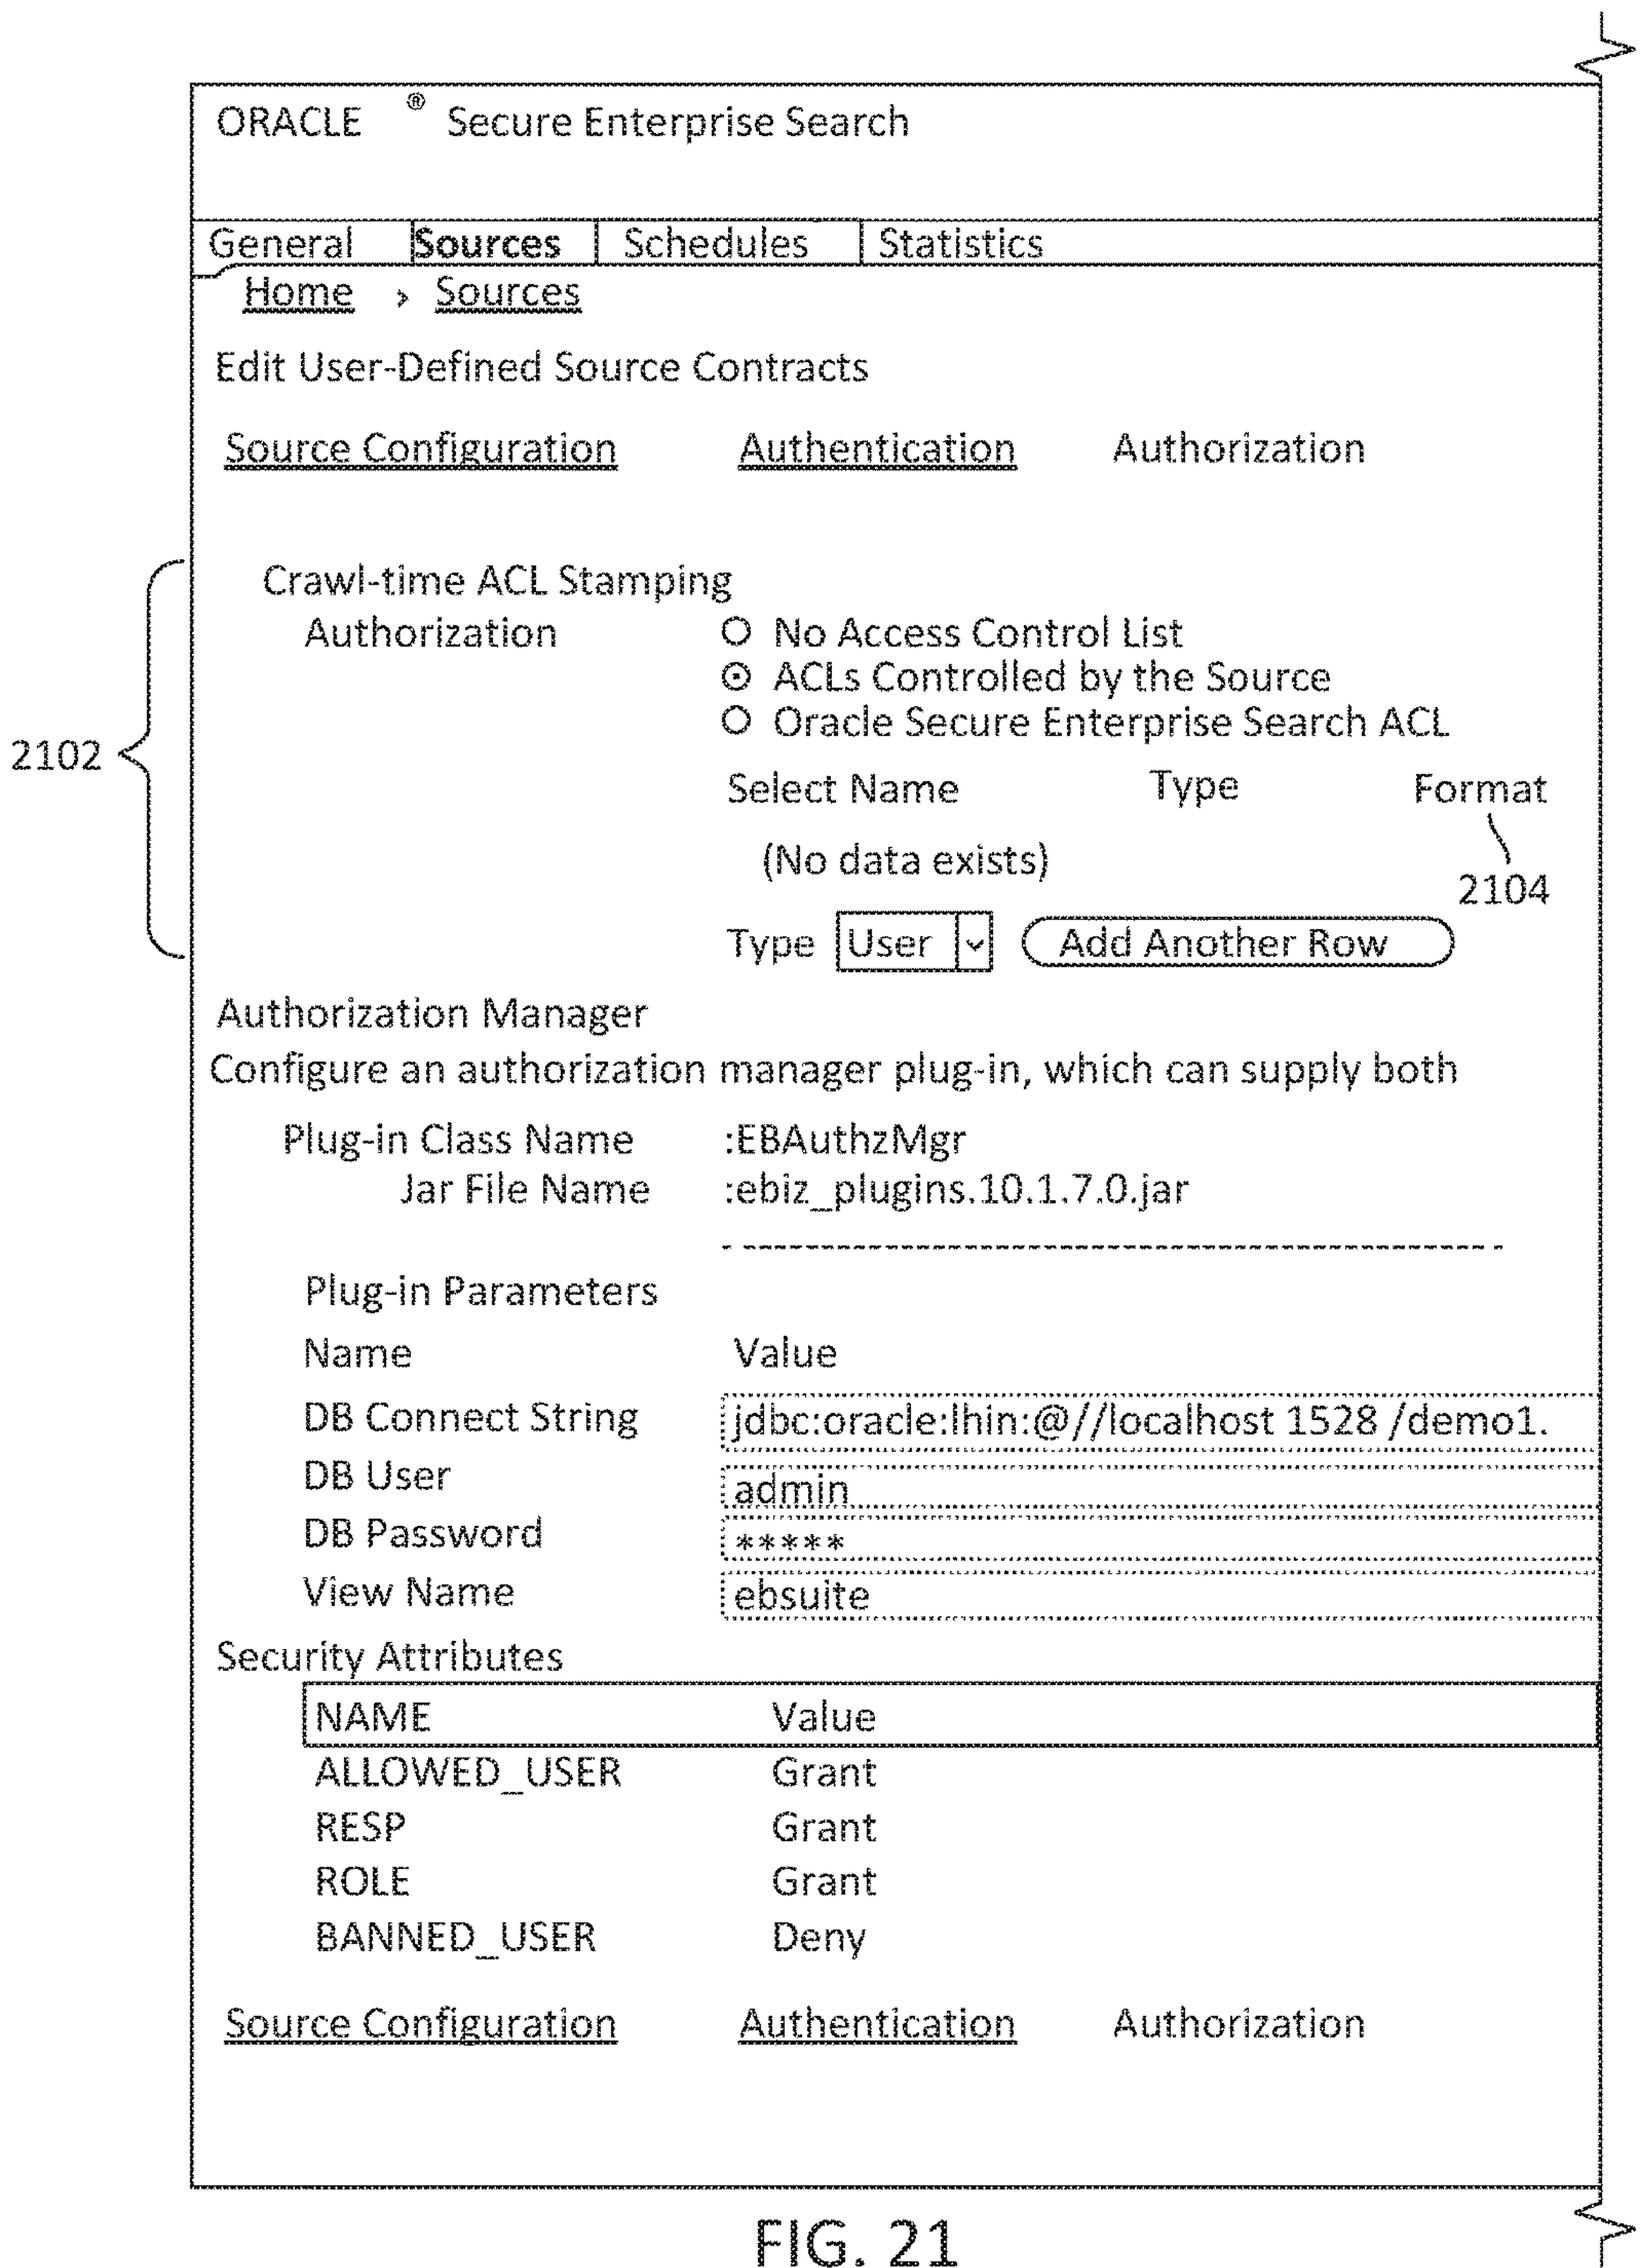 ORACLE ® Secure Enterprise Search
General Sources Schedules Statistics
Home › Sources
Edit User-Defined Source Contracts
Source Configuration Authentication Authorization
Crawl-time ACL Stamping
Authorization No Access Control List
ACLs Controlled by the Source
Oracle Secure Enterprise Search ACL
2102
Select Name Type Format
(No data exists)
2104
Type User Add Another Row
Authorization Manager
Configure an authorization manager plug-in, which can supply both
Plug-in Class Name :EBAuthzMgr
Jar File Name :ebiz_plugins.10.1.7.0.jar
Plug-in Parameters
Name Value
DB Connect String jdbc:oracle:lhin:@//localhost 1528 /demo1.
DB User admin
DB Password *****
View Name ebsuite
Security Attributes
NAME Value
ALLOWED_USER Grant
RESP Grant
ROLE Grant
BANNED_USER Deny
Source Configuration Authentication Authorization
FIG. 21